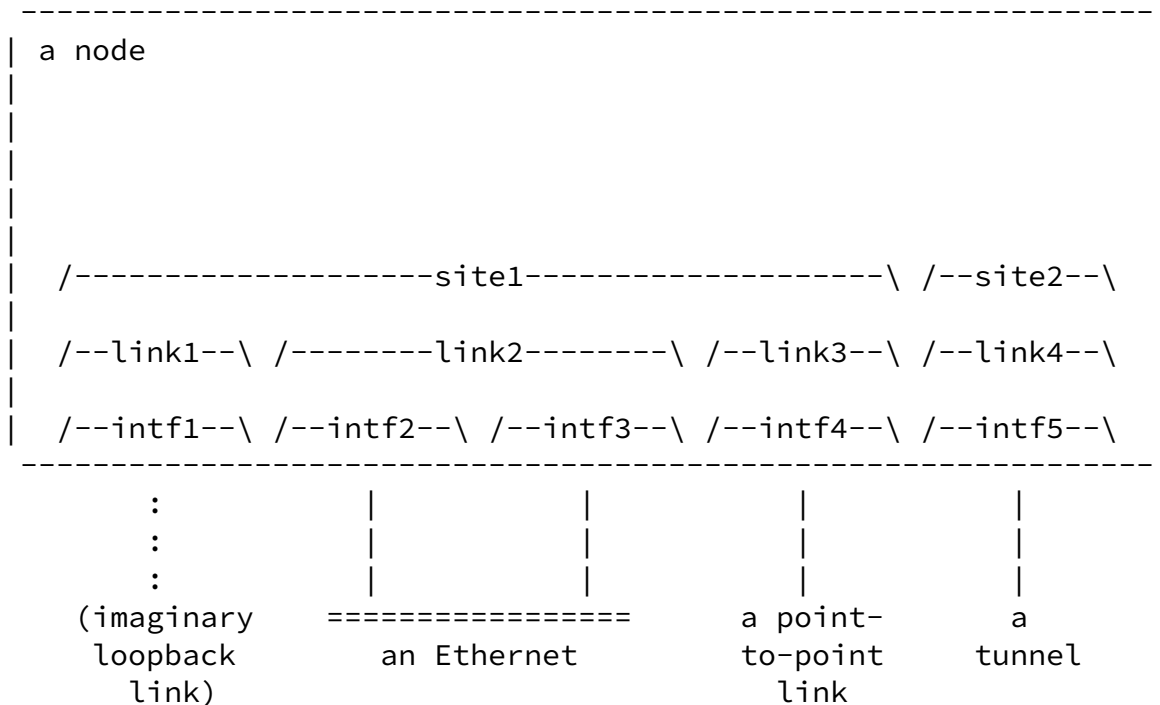 ---------------------------------------------------------------
| a node
|
|
|
|
|
|  /--------------------site1--------------------\ /--site2--\
|
|  /--link1--\ /--------link2--------\ /--link3--\ /--link4--\
|
|  /--intf1--\ /--intf2--\ /--intf3--\ /--intf4--\ /--intf5--\
---------------------------------------------------------------
        :           |           |           |           |
        :           |           |           |           |
        :           |           |           |           |
    (imaginary    =================      a point-       a
     loopback        an Ethernet         to-point     tunnel
       link)                               link